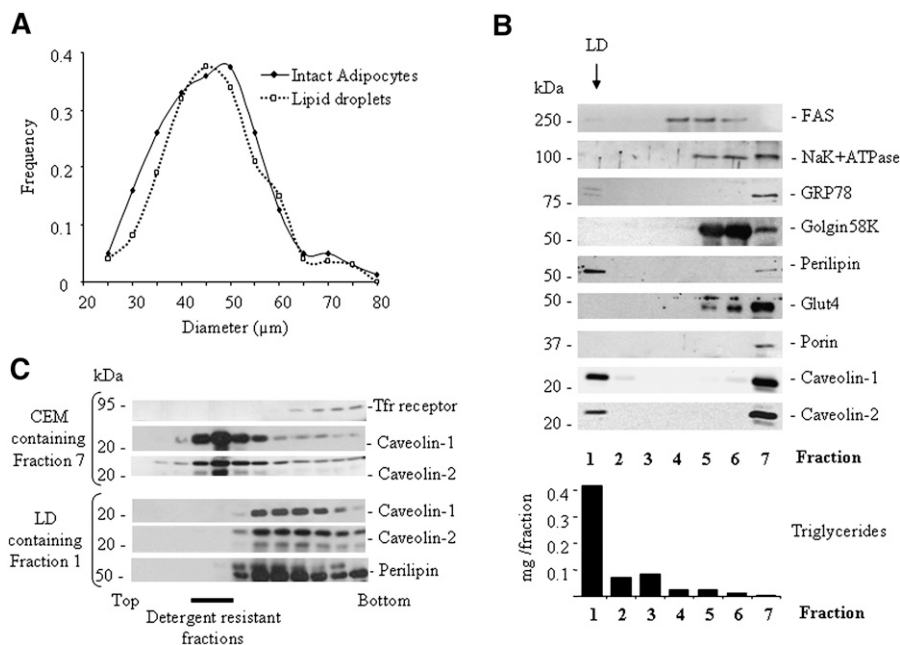 A
0.4
0.3
0.2
0.1
0
Frequency
Intact Adipocytes
Lipid droplets
20 30 40 50 60 70 80
Diameter (µm)
B
LD
kDa
250 - - FAS
100 - - NaK+ATPase
75 - - GRP78
50 - - Golgin58K
50 - - Perilipin
50 - - Glut4
37 - - Porin
20 - - Caveolin-1
20 - - Caveolin-2
1 2 3 4 5 6 7 Fraction
0.4
0.3
0.2
0.1
mg /fraction
Triglycerides
1 2 3 4 5 6 7 Fraction
C
kDa
CEM
containing
Fraction 7
95 - -Tfr receptor
20 - - Caveolin-1
20 - - Caveolin-2
LD
containing
Fraction 1
20 - - Caveolin-1
20 - - Caveolin-2
50 - - Perilipin
Top Bottom
Detergent resistant
fractions